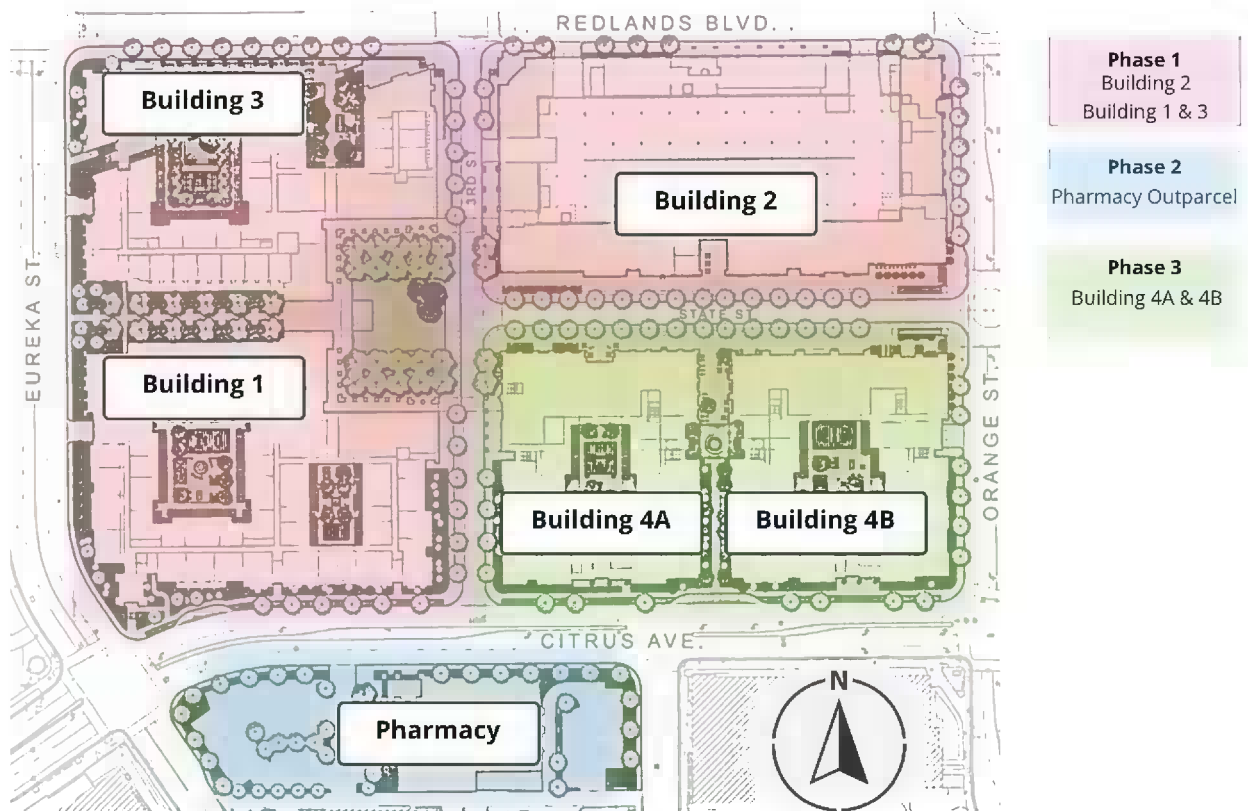 REDLANDS BLVD.
Building 3
3RD ST
Building 2
EUREKA ST.
STATE ST
Building 1
ORANGE ST.
Building 4A
Building 4B
CITRUS AVE.
Pharmacy
N
Phase 1
Building 2
Building 1 & 3
Phase 2
Pharmacy Outparcel
Phase 3
Building 4A & 4B